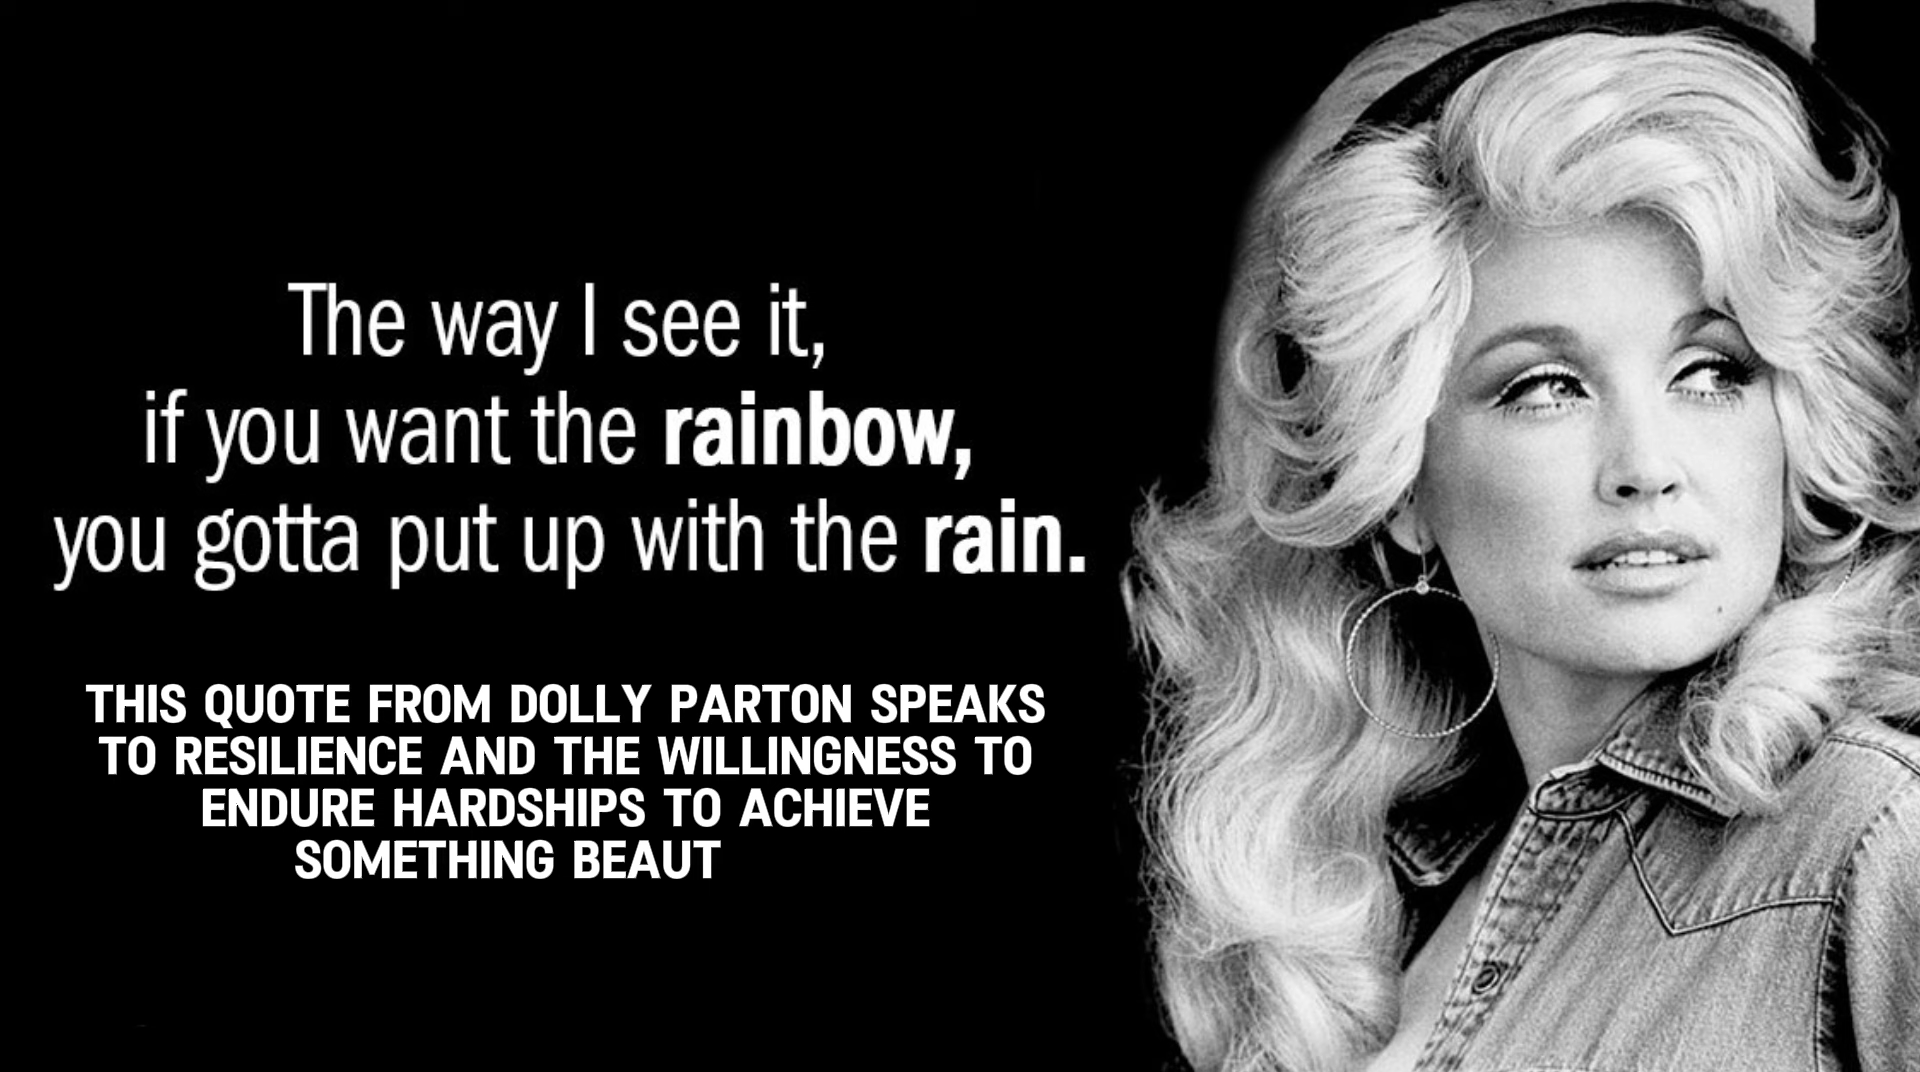 The way I see it,
if you want the rainbow,
you gotta put up with the rain.
THIS QUOTE FROM DOLLY PARTON SPEAKS
TO RESILIENCE AND THE WILLINGNESS TO
ENDURE HARDSHIPS TO ACHIEVE
SOMETHING BEAUT